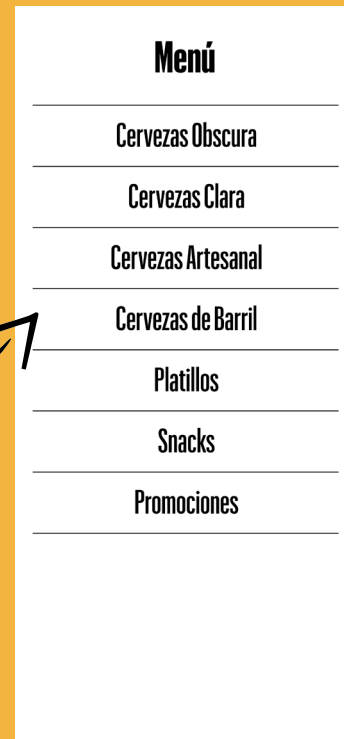 Menú
Cervezas Obscura
Cervezas Clara
Cervezas Artesanal
Cervezas de Barril
Platillos
Snacks
Promociones